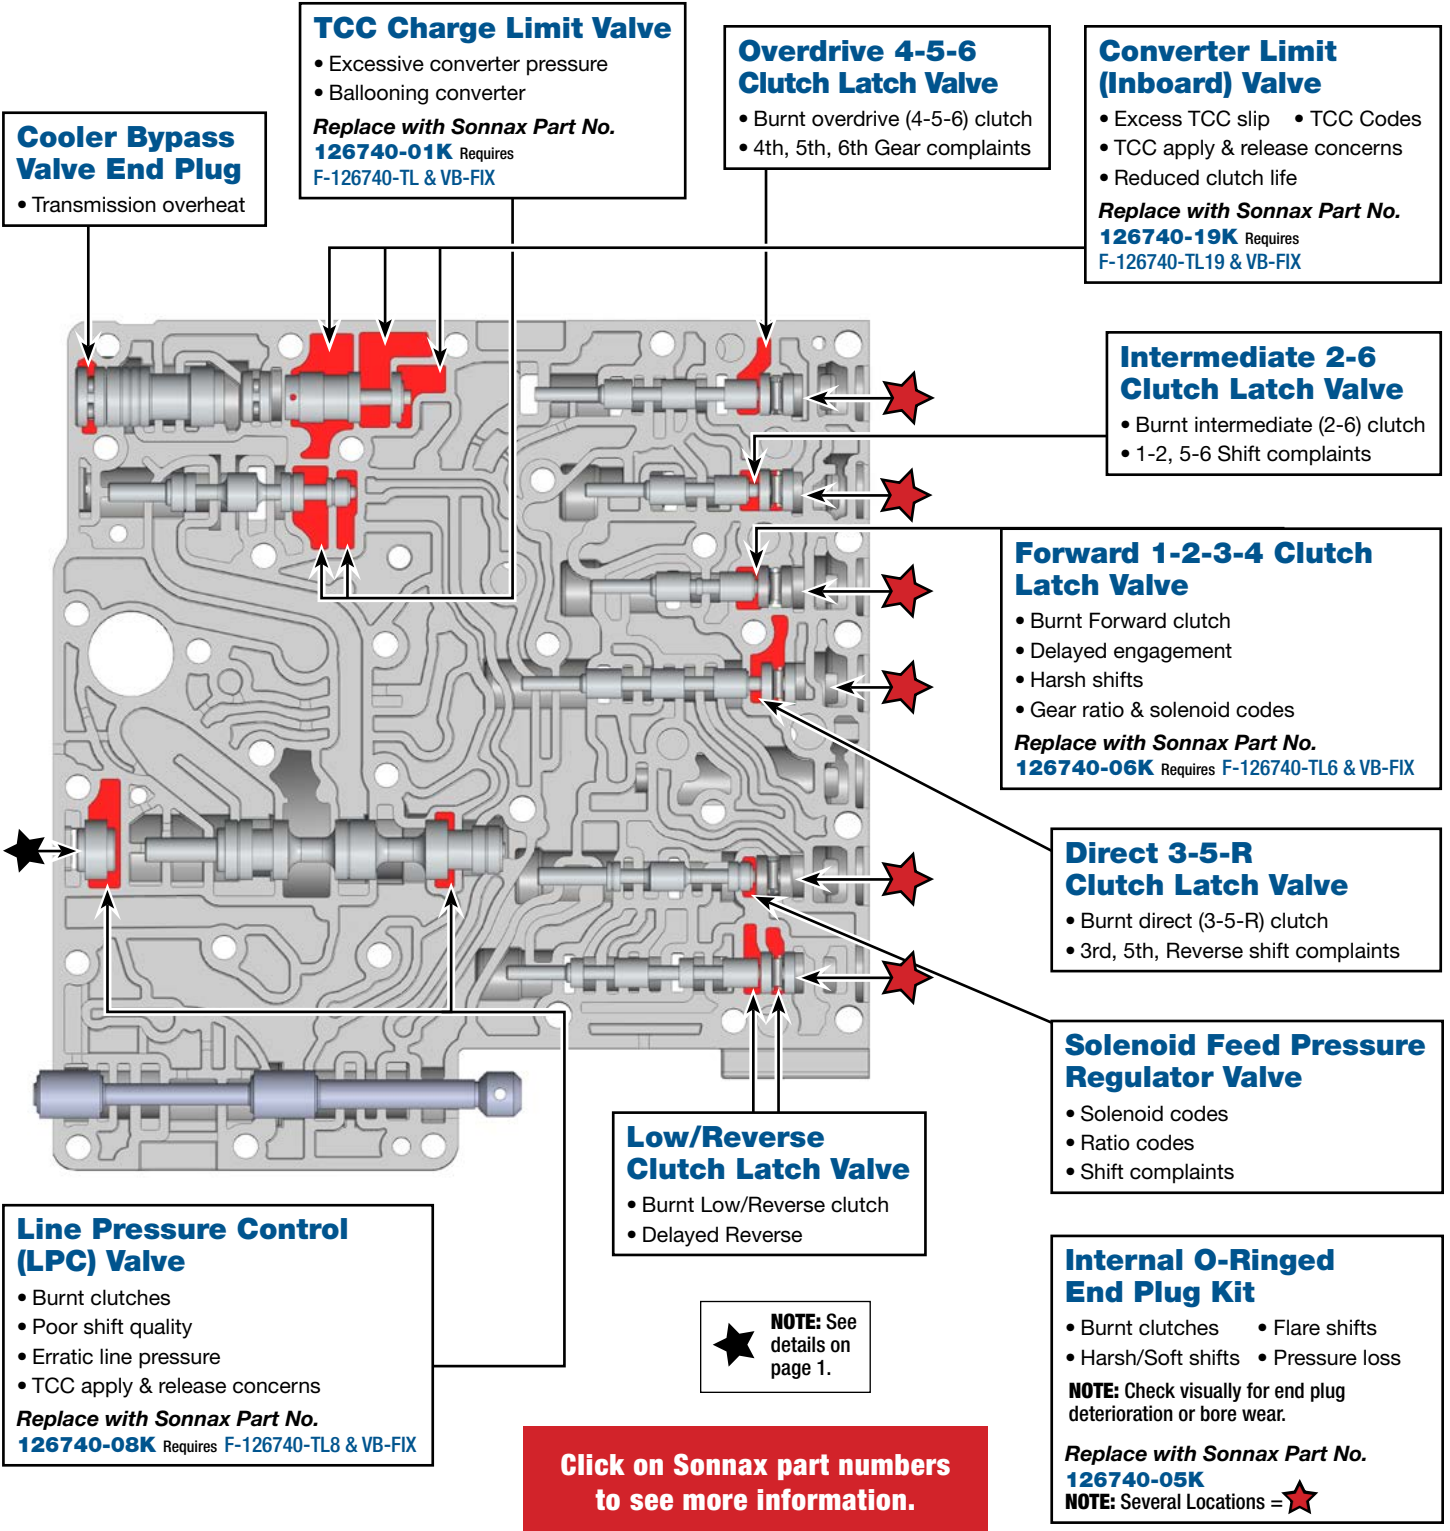 TCC Charge Limit Valve
• Excessive converter pressure
• Ballooning converter
Replace with Sonnax Part No.
126740-01K Requires
F-126740-TL & VB-FIX
Overdrive 4-5-6
Clutch Latch Valve
• Burnt overdrive (4-5-6) clutch
• 4th, 5th, 6th Gear complaints
Converter Limit
(Inboard) Valve
• Excess TCC slip • TCC Codes
• TCC apply & release concerns
• Reduced clutch life
Replace with Sonnax Part No.
126740-19K Requires
F-126740-TL19 & VB-FIX
Cooler Bypass
Valve End Plug
• Transmission overheat
Intermediate 2-6
Clutch Latch Valve
• Burnt intermediate (2-6) clutch
• 1-2, 5-6 Shift complaints
Forward 1-2-3-4 Clutch
Latch Valve
• Burnt Forward clutch
• Delayed engagement
• Harsh shifts
• Gear ratio & solenoid codes
Replace with Sonnax Part No.
126740-06K Requires F-126740-TL6 & VB-FIX
Direct 3-5-R
Clutch Latch Valve
• Burnt direct (3-5-R) clutch
• 3rd, 5th, Reverse shift complaints
Solenoid Feed Pressure
Regulator Valve
• Solenoid codes
• Ratio codes
• Shift complaints
Low/Reverse
Clutch Latch Valve
• Burnt Low/Reverse clutch
• Delayed Reverse
Line Pressure Control
(LPC) Valve
• Burnt clutches
• Poor shift quality
• Erratic line pressure
• TCC apply & release concerns
Replace with Sonnax Part No.
126740-08K Requires F-126740-TL8 & VB-FIX
NOTE: See
details on
page 1.
Internal O-Ringed
End Plug Kit
• Burnt clutches • Flare shifts
• Harsh/Soft shifts • Pressure loss
NOTE: Check visually for end plug
deterioration or bore wear.
Replace with Sonnax Part No.
126740-05K
NOTE: Several Locations =
Click on Sonnax part numbers
to see more information.